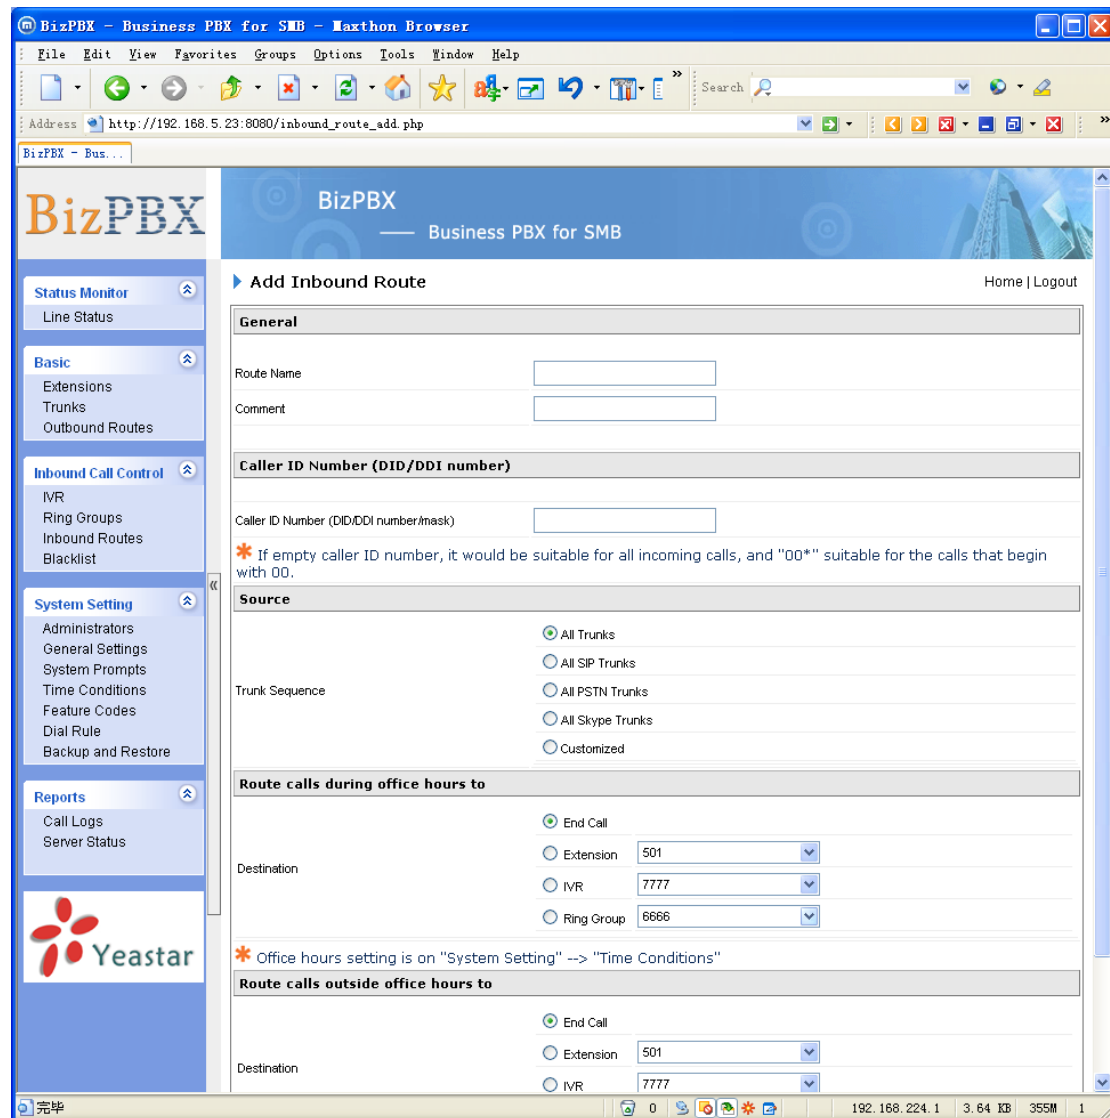 BizPBX - Business PBX for SMB - Maxthon Browser
File Edit View Favorites Groups Options Tools Window Help
Search
Address http://192.168.5.23:8080/inbound_route_add.php
BizPBX - Bus...
BizPBX
BizPBX
Business PBX for SMB
Add Inbound Route
Home | Logout
Status Monitor
Line Status
Basic
Extensions
Trunks
Outbound Routes
Inbound Call Control
IVR
Ring Groups
Inbound Routes
Blacklist
System Setting
Administrators
General Settings
System Prompts
Time Conditions
Feature Codes
Dial Rule
Backup and Restore
Reports
Call Logs
Server Status
Yeastar
General
Route Name
Comment
Caller ID Number (DID/DDI number)
Caller ID Number (DID/DDI number/mask)
* If empty caller ID number, it would be suitable for all incoming calls, and "00*" suitable for the calls that begin
with 00.
Source
Trunk Sequence
All Trunks
All SIP Trunks
All PSTN Trunks
All Skype Trunks
Customized
Route calls during office hours to
Destination
End Call
Extension 501
IVR 7777
Ring Group 6666
* Office hours setting is on "System Setting" --> "Time Conditions"
Route calls outside office hours to
Destination
End Call
Extension 501
IVR 7777
完毕 0 192.168.224.1 3.64 KB 355M 1